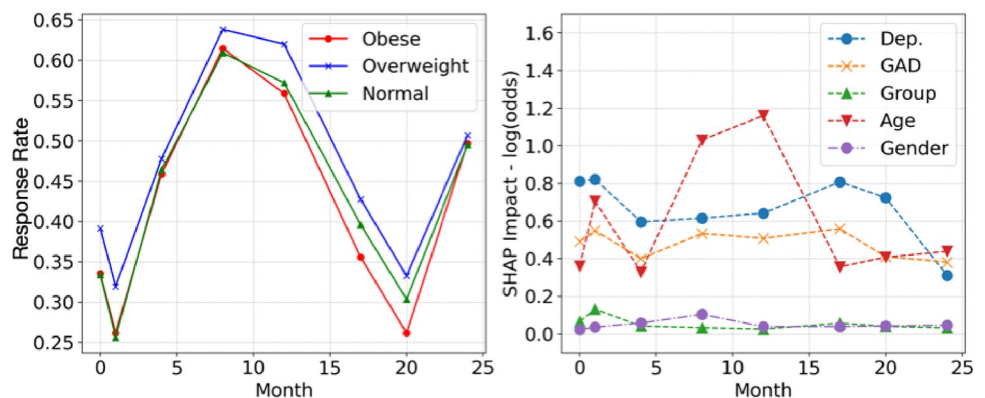 0.65
0.60
0.55
0.50
0.45
0.40
0.35
0.30
0.25
Response Rate
0 5 10 15 20 25
Month
Obese
Overweight
Normal
1.6
1.4
1.2
1.0
0.8
0.6
0.4
0.2
0.0
SHAP Impact - log(odds)
0 5 10 15 20 25
Month
Dep.
GAD
Group
Age
Gender